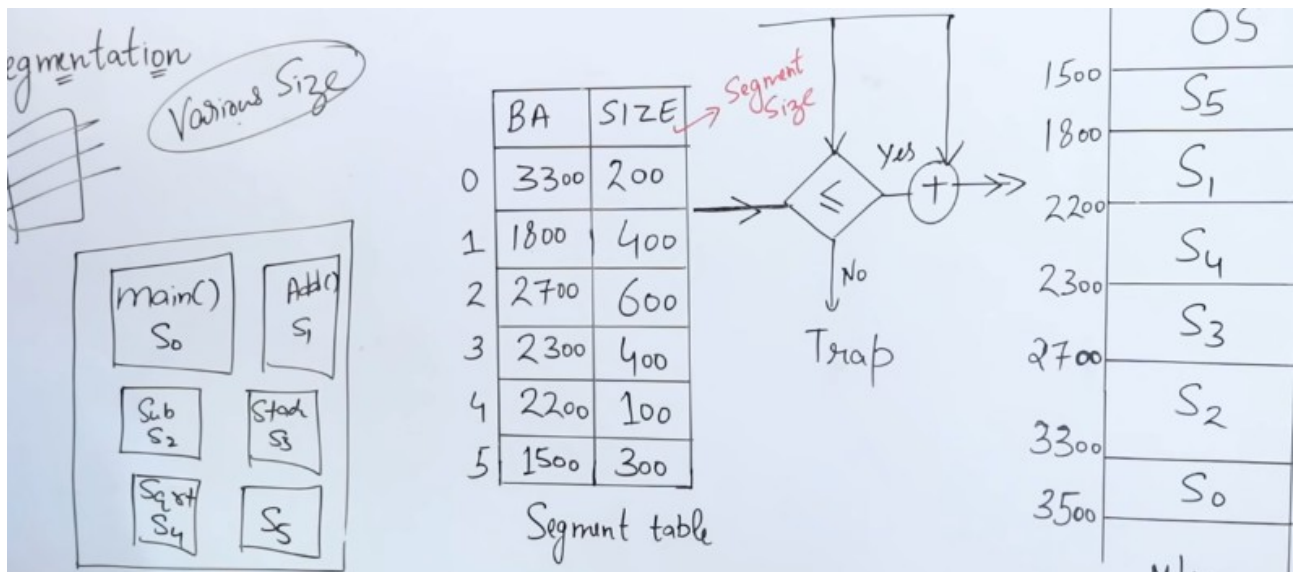 egmentation
Various Size
main()
S0
Add()
S1
Sub
S2
Stack
S3
Sqrt
S4
S5
BA SIZE
Segment
Size
0 3300 200
1 1800 400
2 2700 600
3 2300 400
4 2200 100
5 1500 300
Segment table
≤
Yes
+
No
Trap
OS
1500
S5
1800
S1
2200
S4
2300
S3
2700
S2
3300
S0
3500